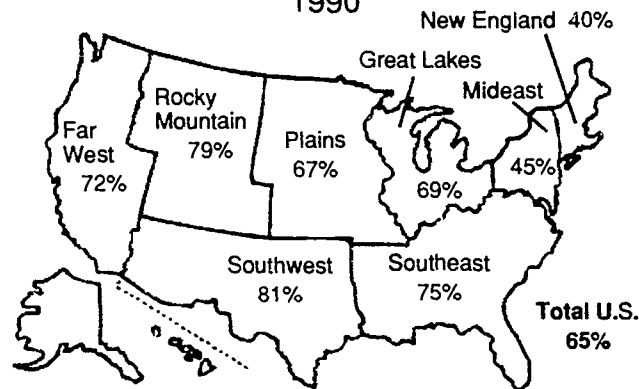 1990
New England 40%
Great Lakes
Mideast
Rocky
Mountain
79%
Far
West
72%
Plains
67%
69%
45%
Southwest
81%
Southeast
75%
Total U.S.
65%